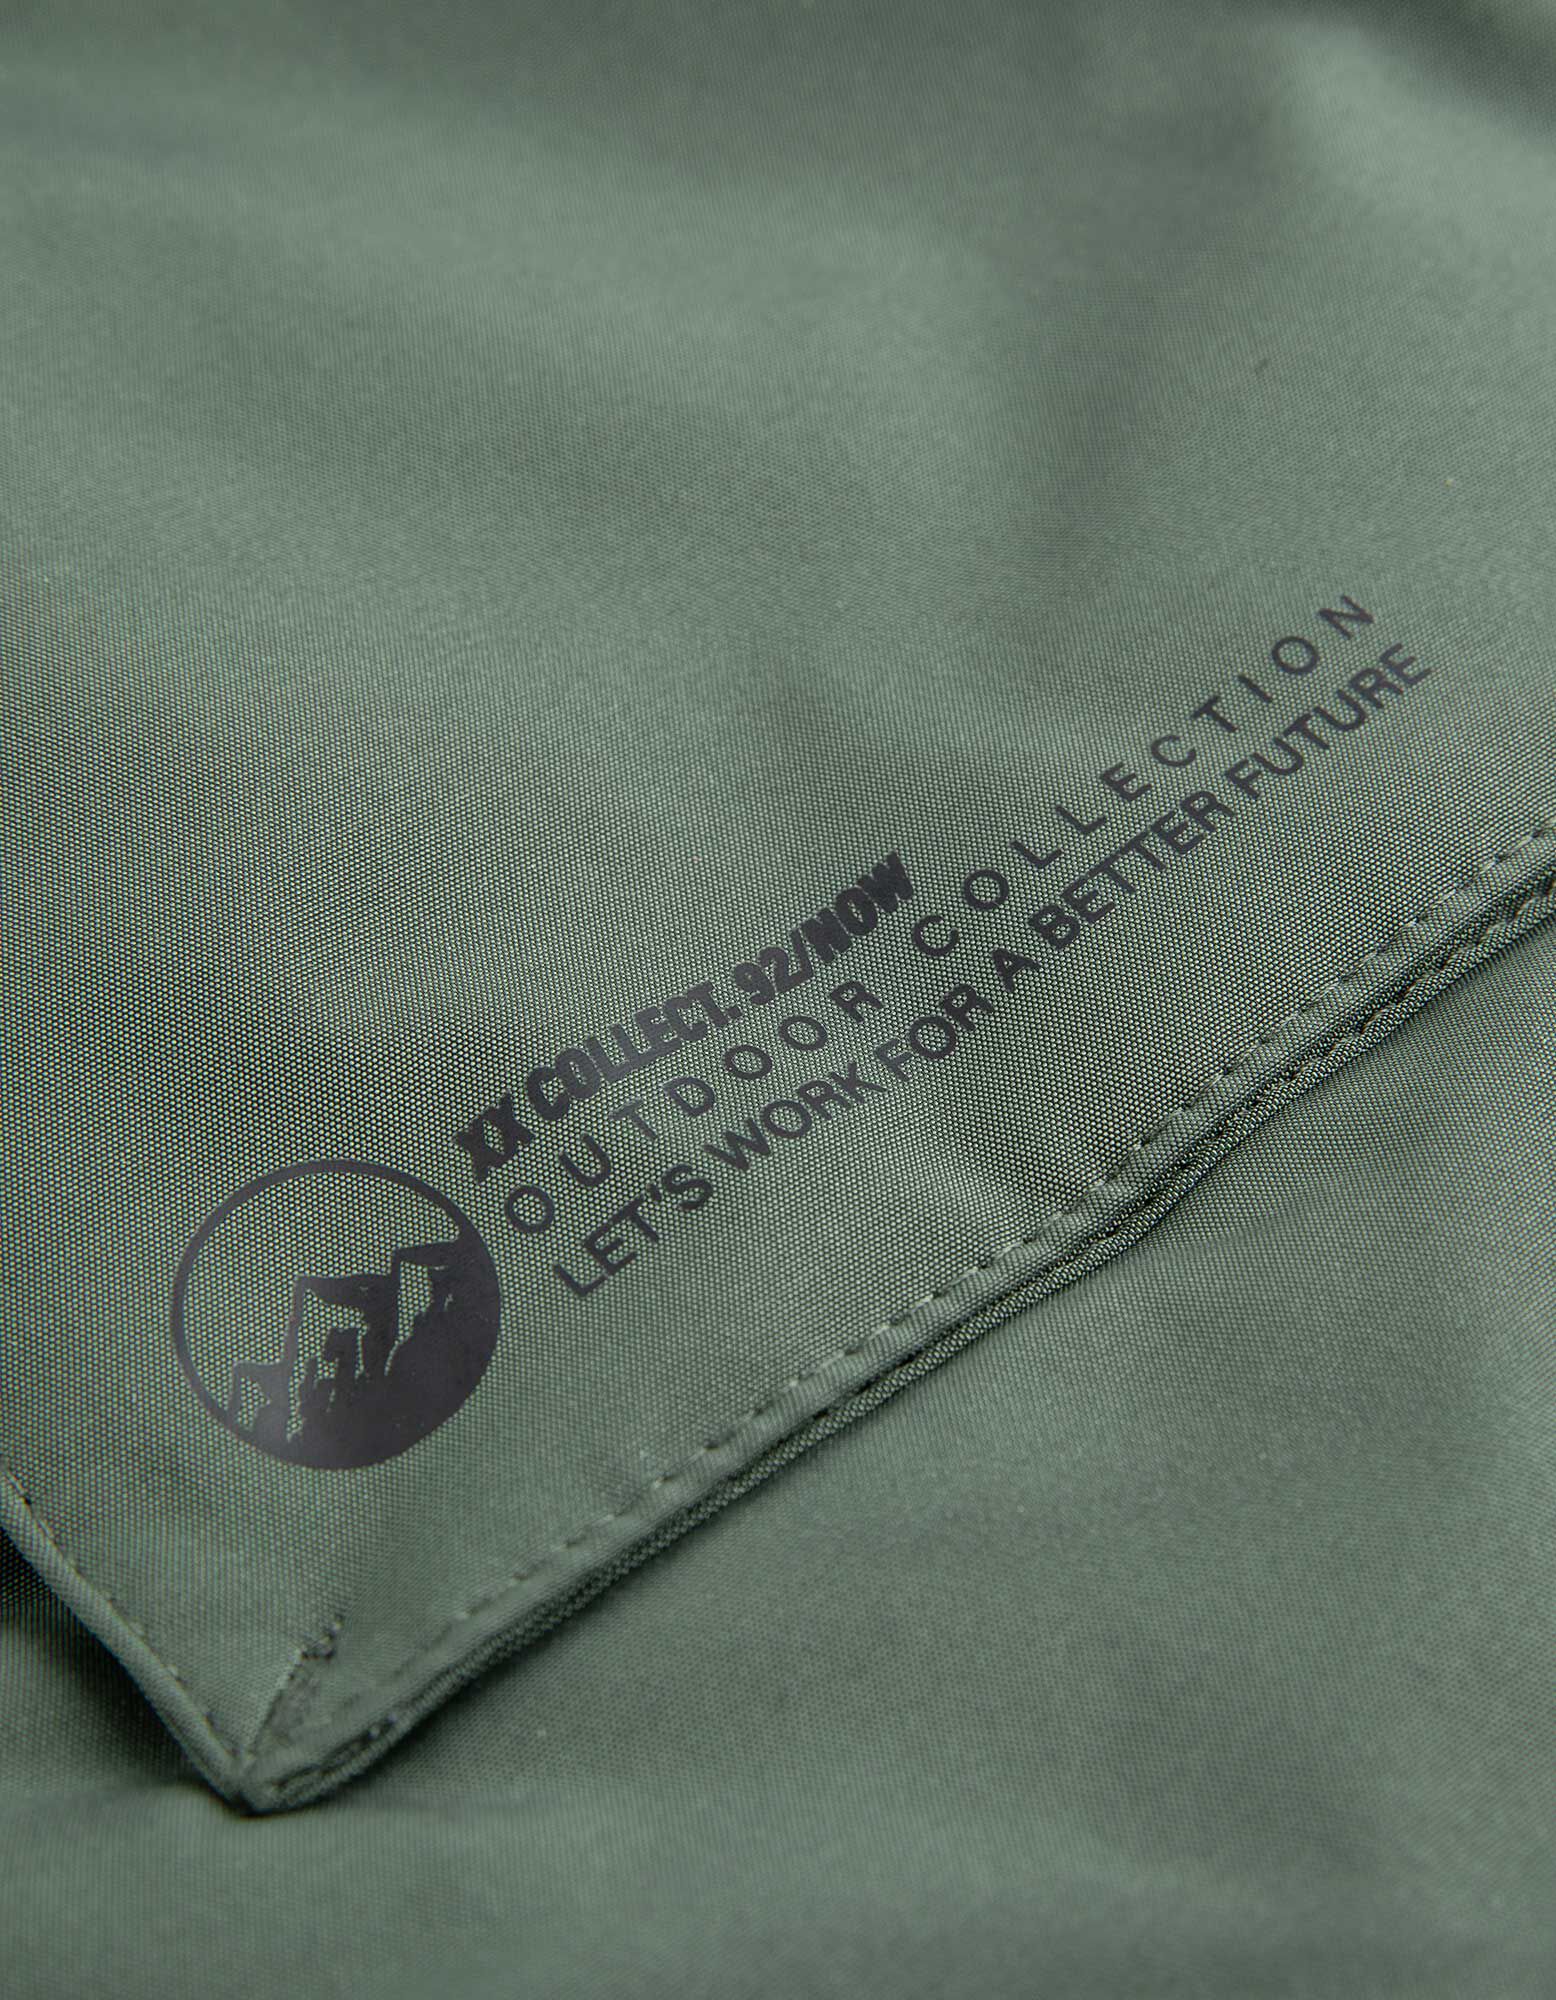 XX COLLECT. 92/NOW
OUTDOOR COLLECTION
LET'S WORK FOR A BETTER FUTURE